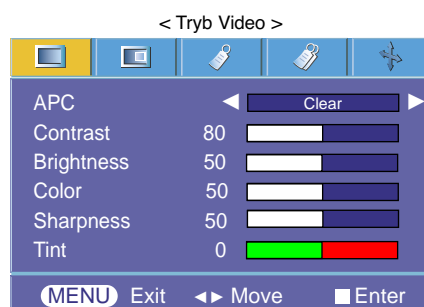 < Tryb Video >
APC ◀ Clear ▶
Contrast 80
Brightness 50
Color 50
Sharpness 50
Tint 0
MENU Exit ◄► Move Enter